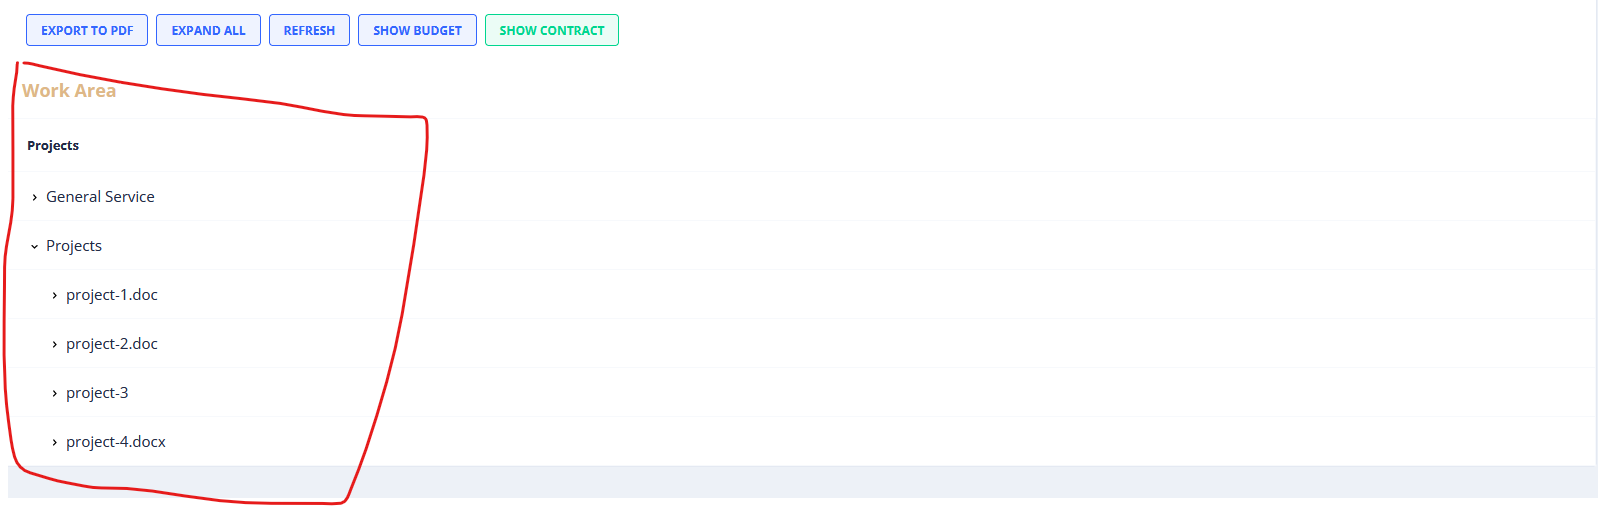 EXPORT TO PDF EXPAND ALL REFRESH SHOW BUDGET SHOW CONTRACT
Work Area
Projects
General Service
Projects
project-1.doc
project-2.doc
project-3
project-4.docx